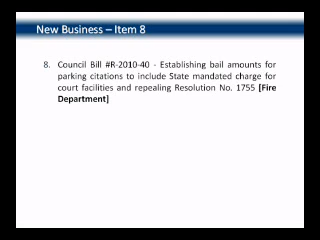 New Business – Item 8
8. Council Bill #R-2010-40 - Establishing bail amounts for
parking citations to include State mandated charge for
court facilities and repealing Resolution No. 1755 [Fire
Department]